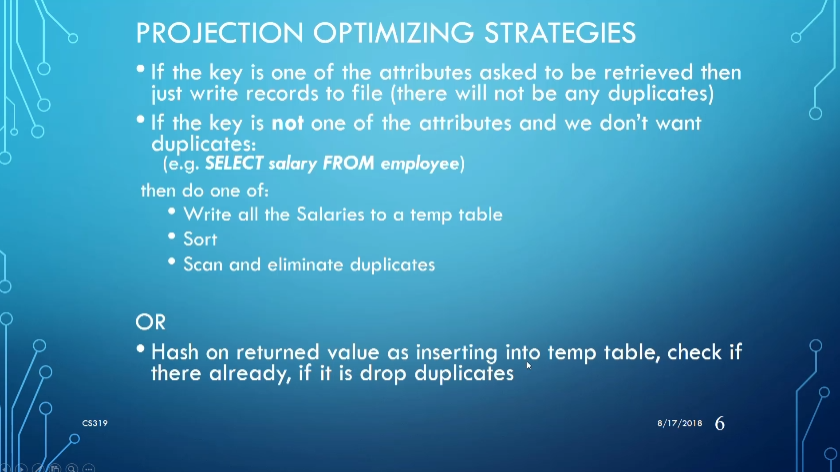 PROJECTION OPTIMIZING STRATEGIES
• If the key is one of the attributes asked to be retrieved then
just write records to file (there will not be any duplicates)
• If the key is not one of the attributes and we don't want
duplicates:
(e.g. SELECT salary FROM employee)
then do one of:
• Write all the Salaries to a temp table
• Sort
• Scan and eliminate duplicates
OR
• Hash on returned value as inserting into temp table, check if
there already, if it is drop duplicates
CS319
8/17/2018 6